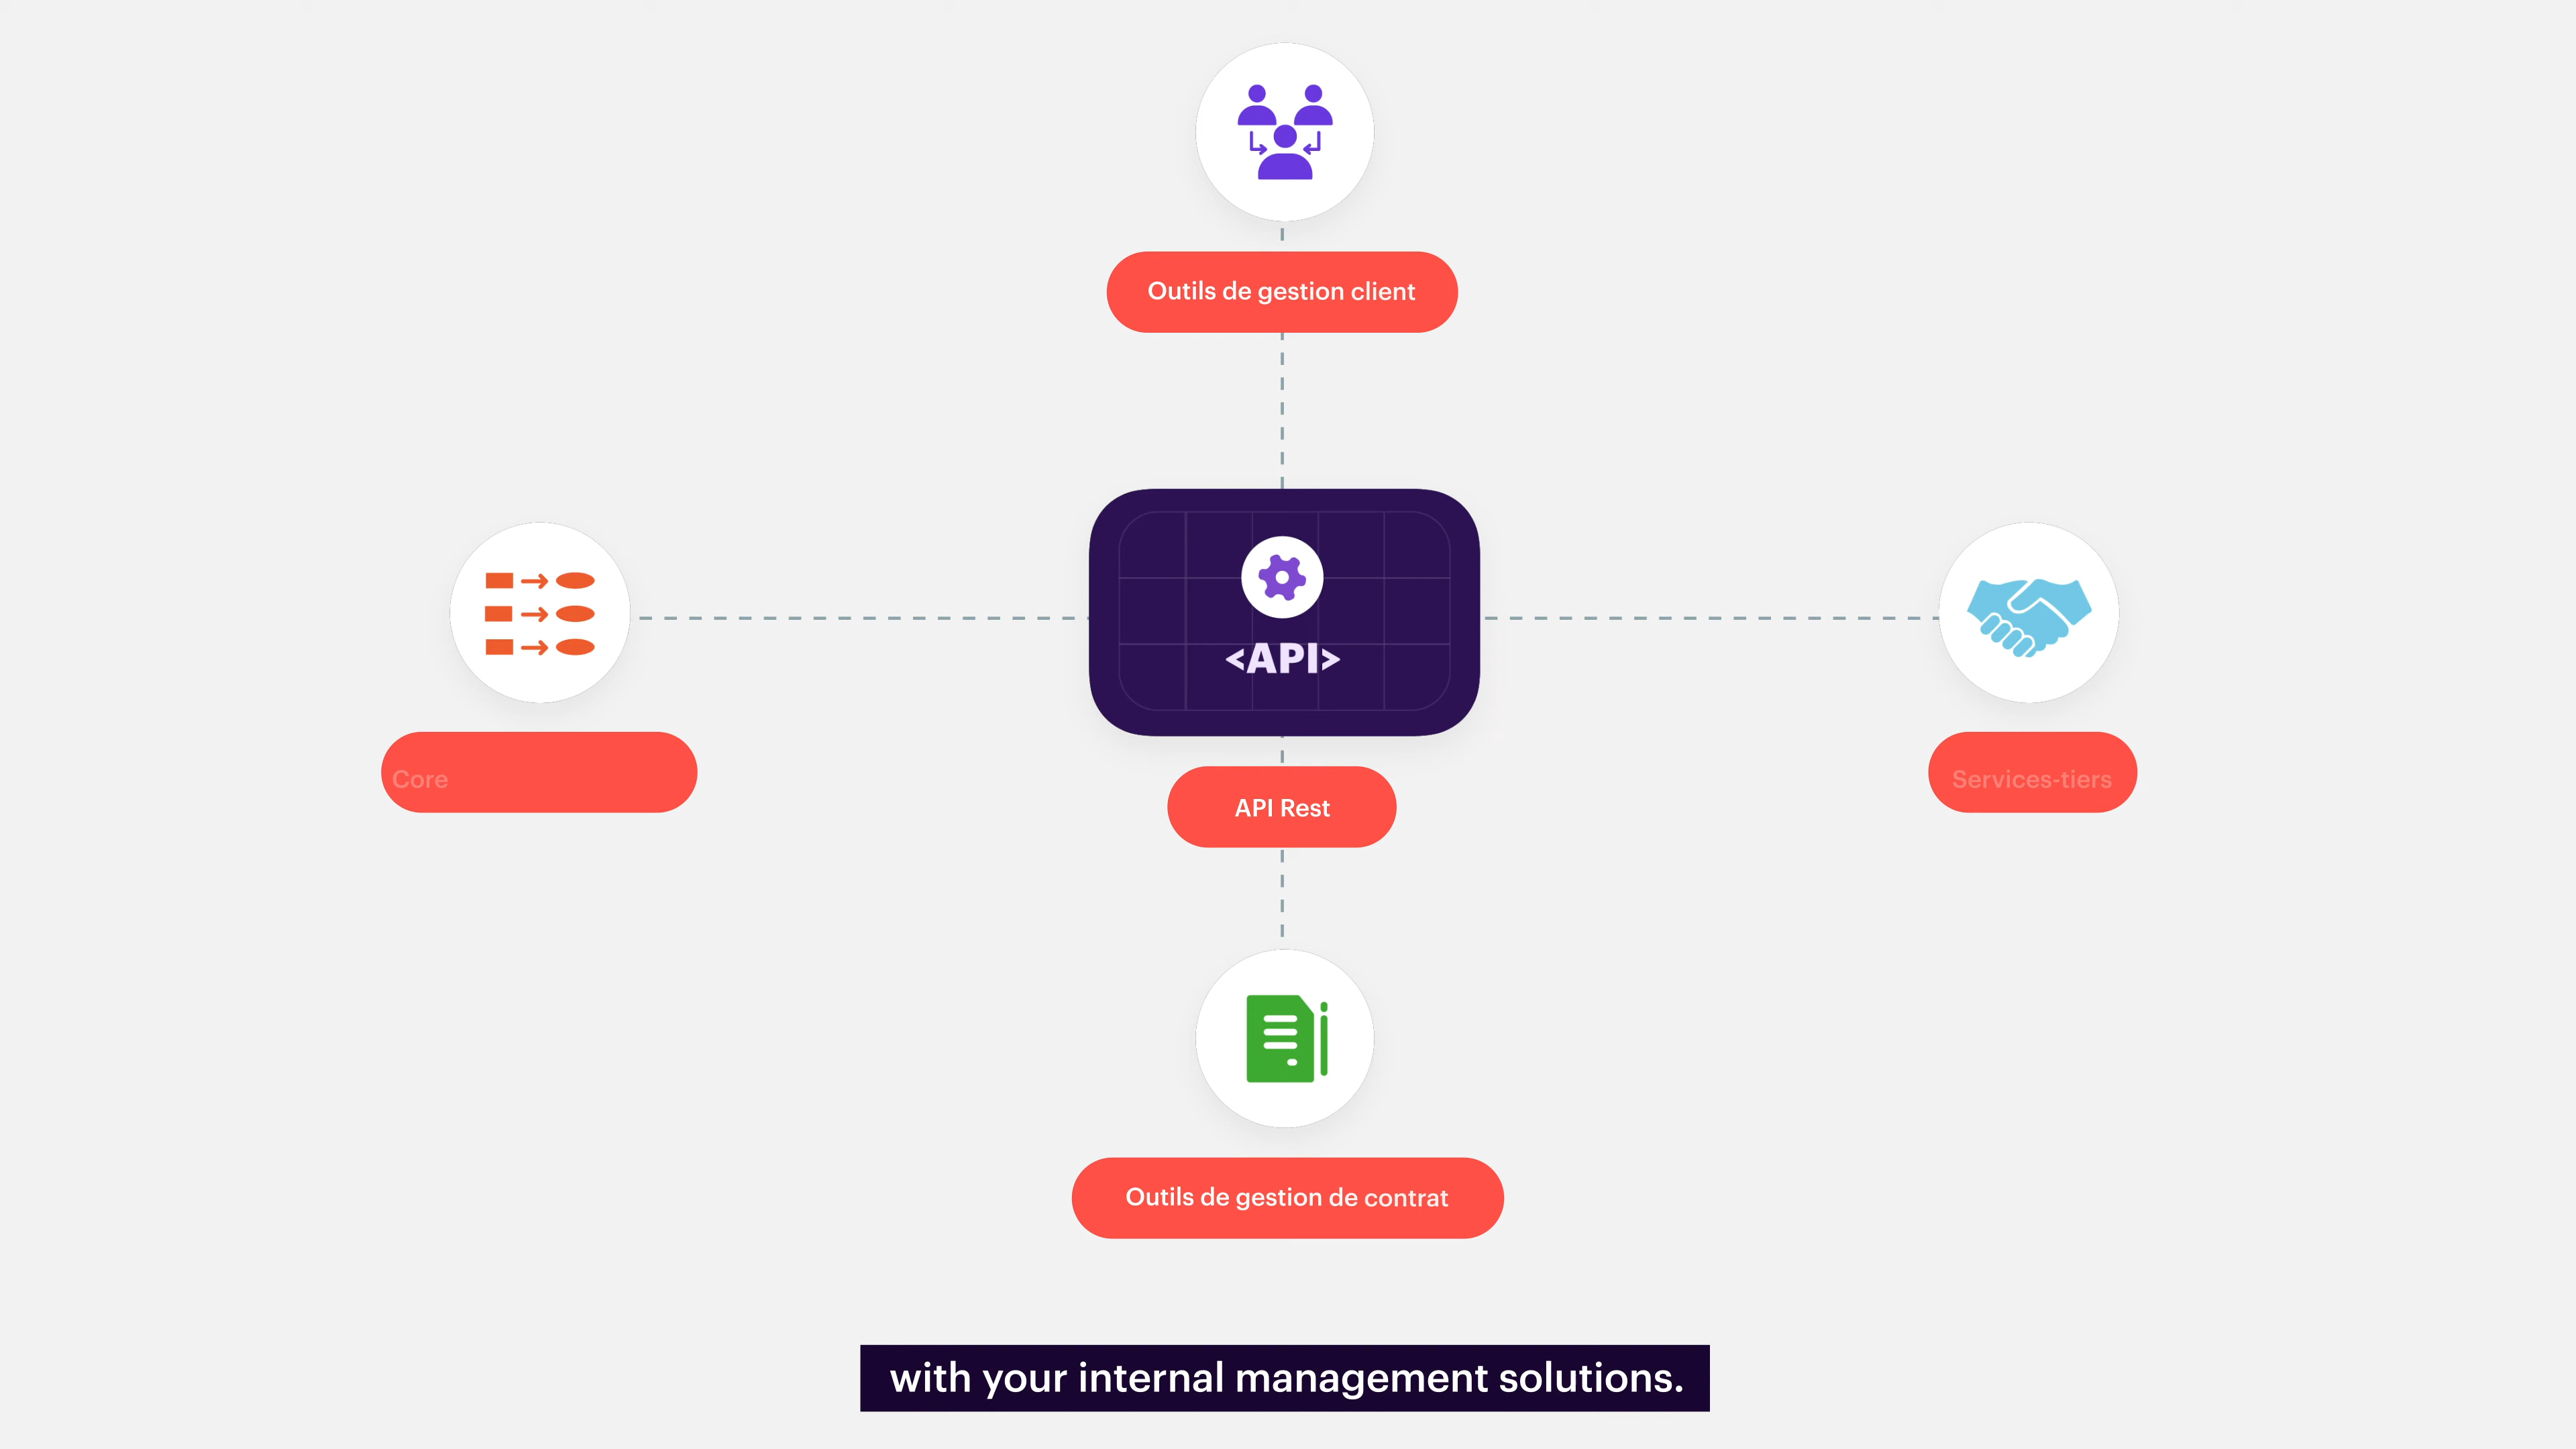 Outils de gestion client
<API>
Core
Services-tiers
API Rest
Outils de gestion de contrat
with your internal management solutions.